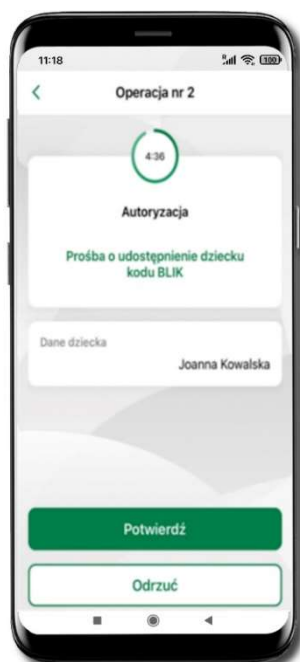 11:18
100
Operacja nr 2
4:36
Autoryzacja
Prośba o udostępnienie dziecku
kodu BLIK
Dane dziecka
Joanna Kowalska
Potwierdź
Odrzuć